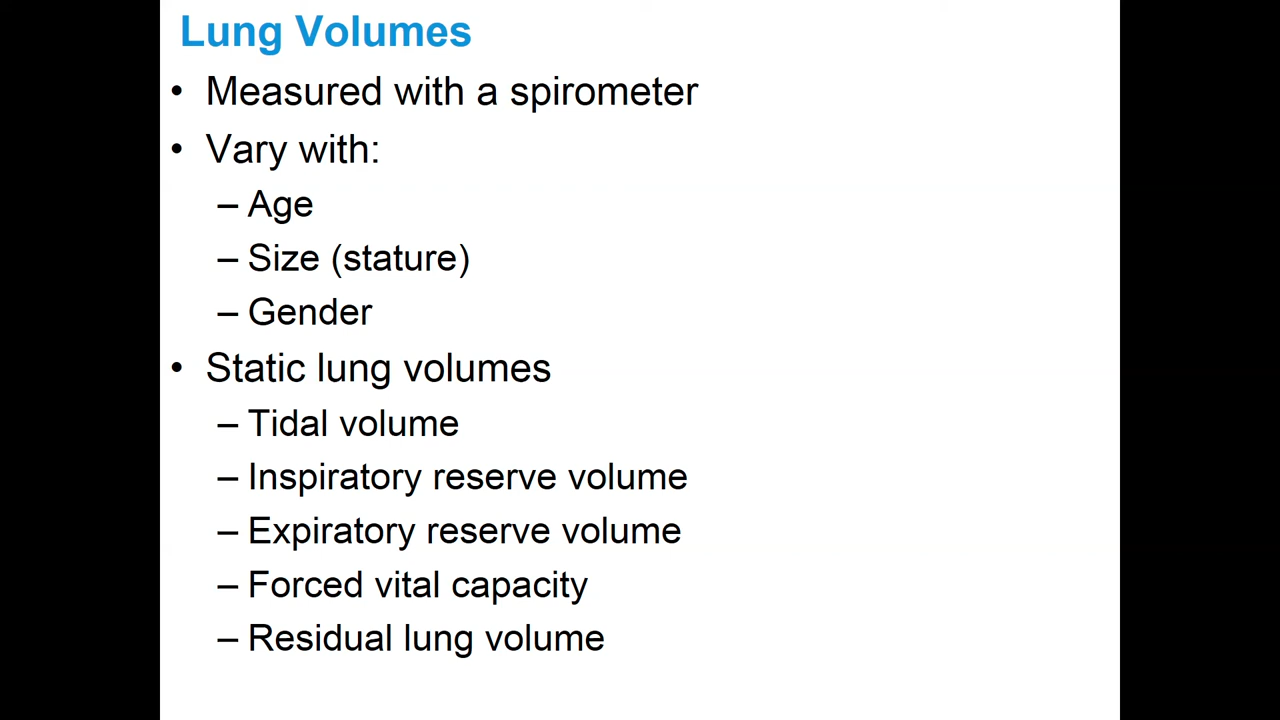 Lung Volumes
• Measured with a spirometer
• Vary with:
– Age
– Size (stature)
– Gender
• Static lung volumes
– Tidal volume
– Inspiratory reserve volume
– Expiratory reserve volume
– Forced vital capacity
– Residual lung volume